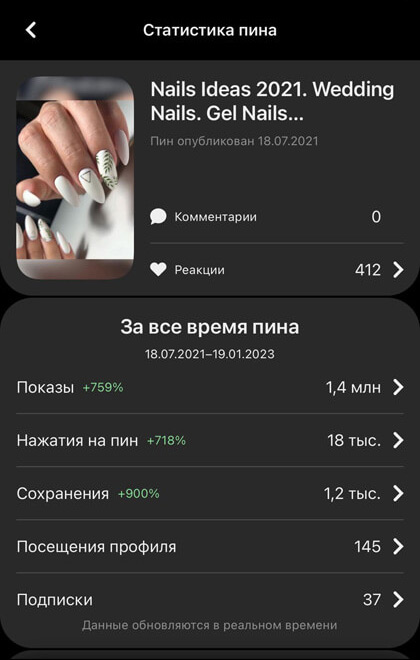 Статистика пина
Nails Ideas 2021. Wedding
Nails. Gel Nails...
Пин опубликован 18.07.2021
Комментарии 0
Реакции 412
За все время пина
18.07.2021–19.01.2023
Показы +759% 1,4 млн
Нажатия на пин +718% 18 тыс.
Сохранения +900% 1,2 тыс.
Посещения профиля 145
Подписки 37
Данные обновляются в реальном времени